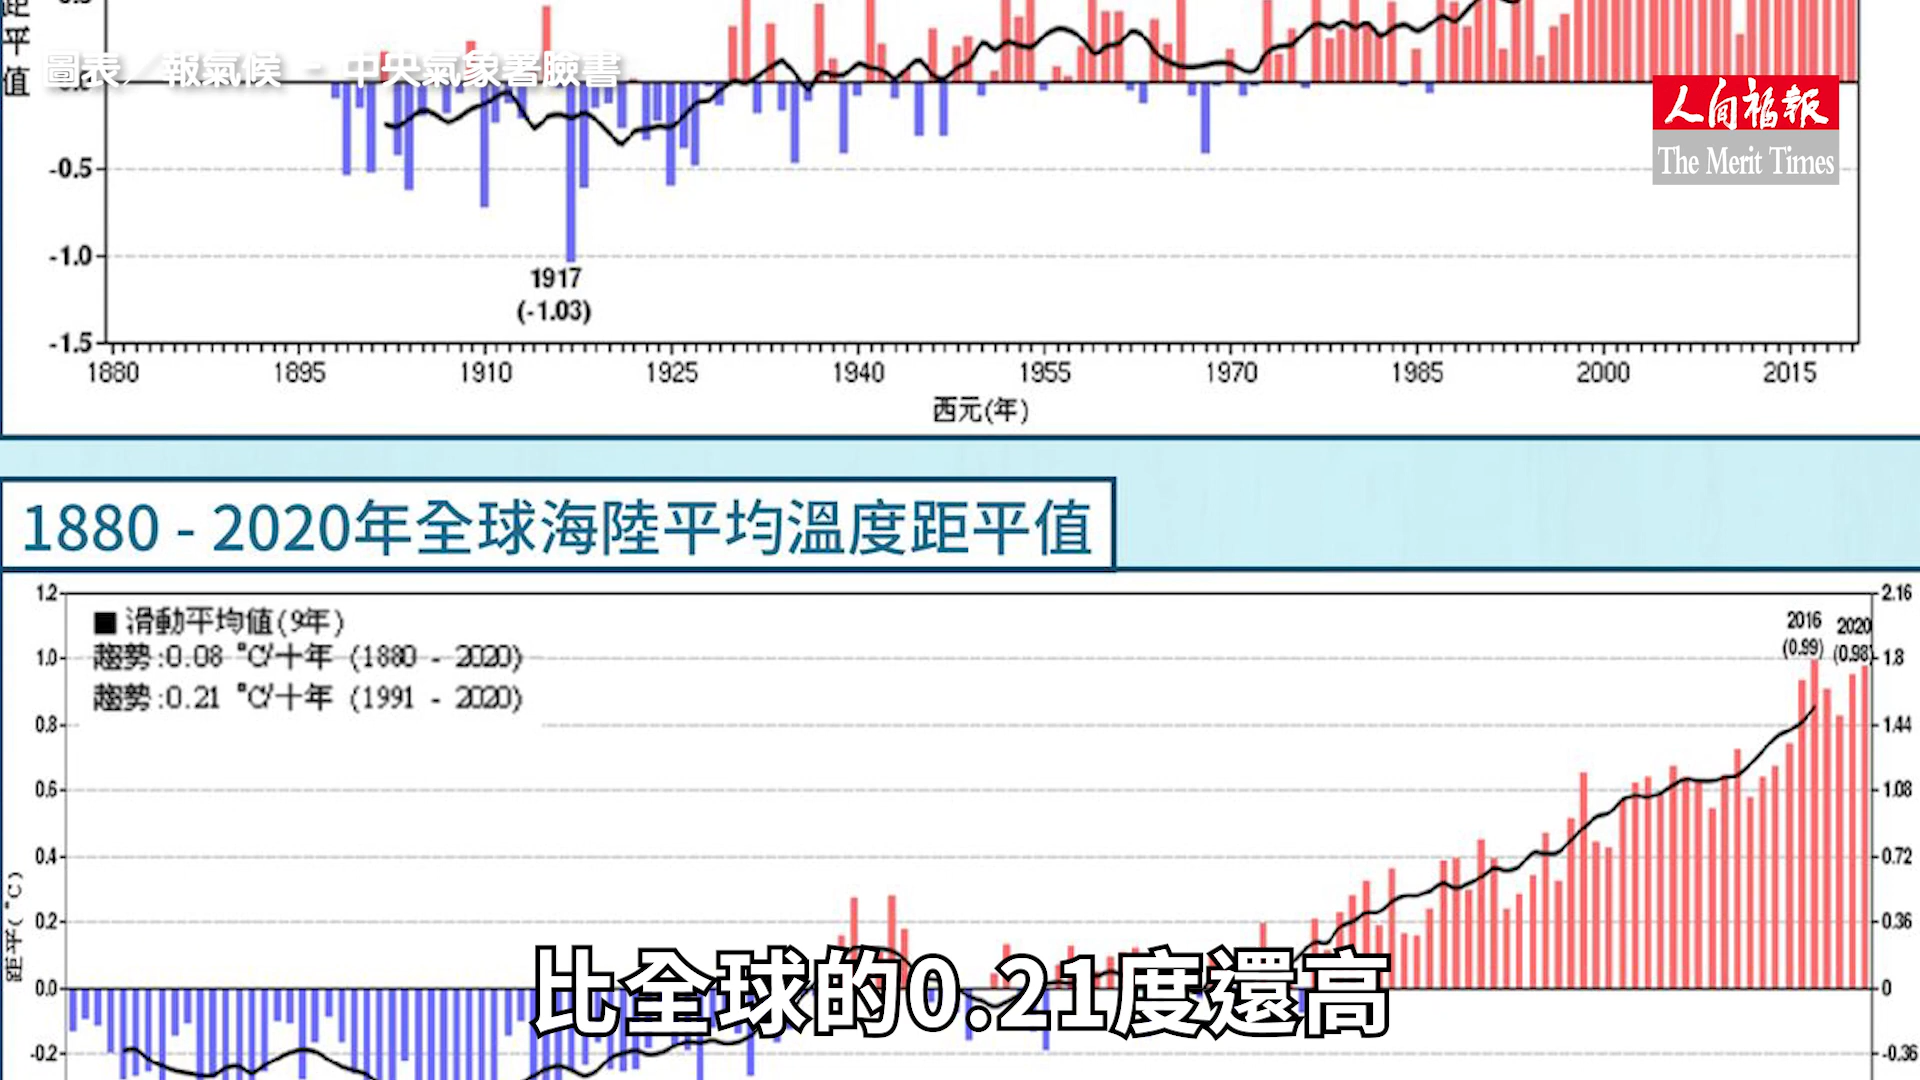 距
平
值
圖表／報氣候 - 中央氣象署臉書
人间福報
The Merit Times
-0.5
-1.0
1917
(-1.03)
-1.5
1880 1895 1910 1925 1940 1955 1970 1985 2000 2015
西元(年)
1880 - 2020年全球海陸平均溫度距平值
1.2 2.16
■ 滑動平均值(9年)
2016 2020
(0.99) (0.98)
趨勢:0.08 ℃/十年 (1880 - 2020)
1.0 1.8
趨勢:0.21 ℃/十年 (1991 - 2020)
0.8 1.44
0.6 1.08
0.4 0.72
距平(℃)
0.2 0.36
比全球的0.21度還高
0.0 0
-0.2 -0.36